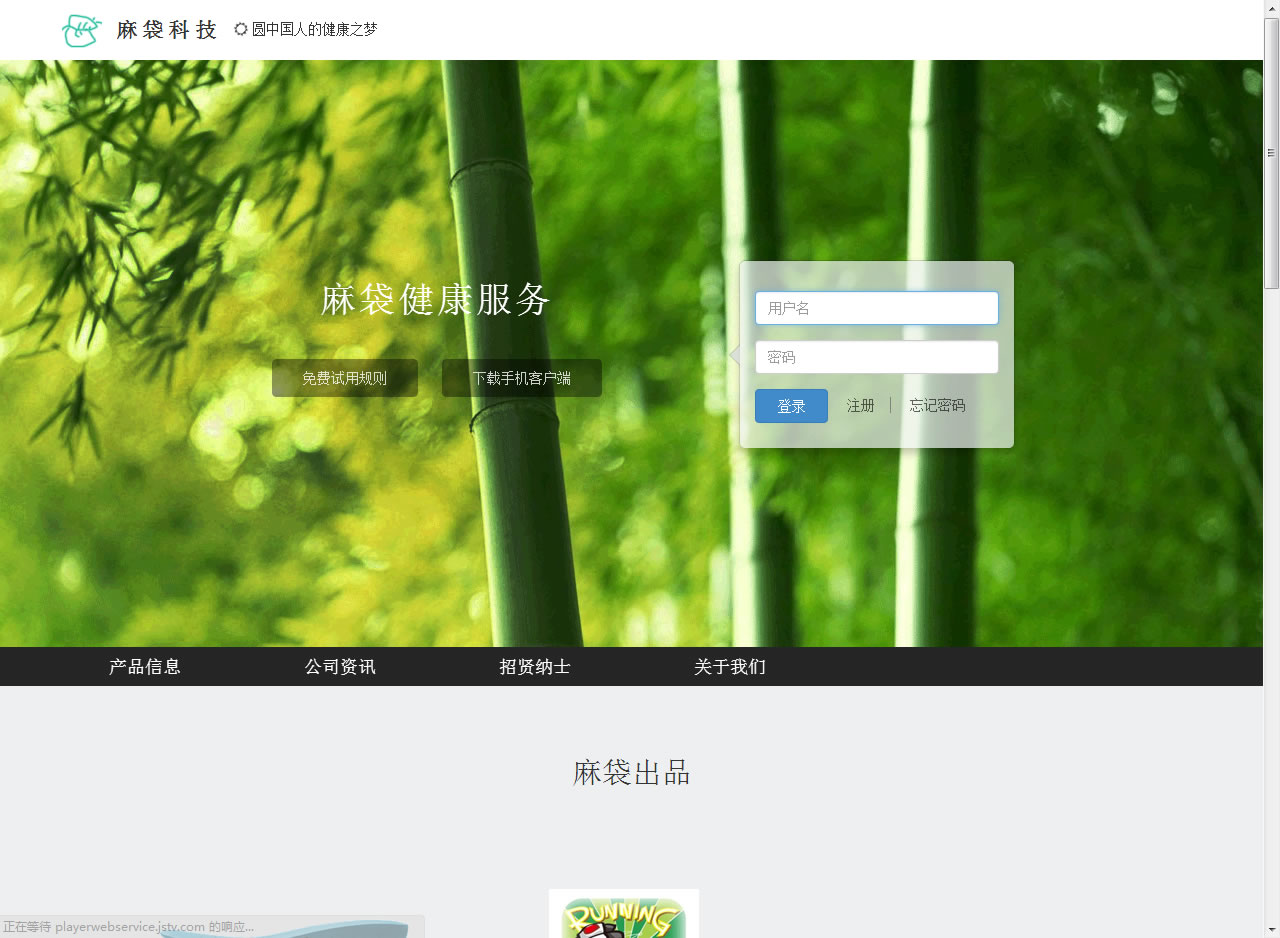 麻袋科技 圆中国人的健康之梦
麻袋健康服务
免费试用规则 下载手机客户端
用户名
密码
登录 注册 忘记密码
产品信息 公司资讯 招贤纳士 关于我们
麻袋出品
RUNNING
正在等待 playerwebservice.jstv.com 的响应...